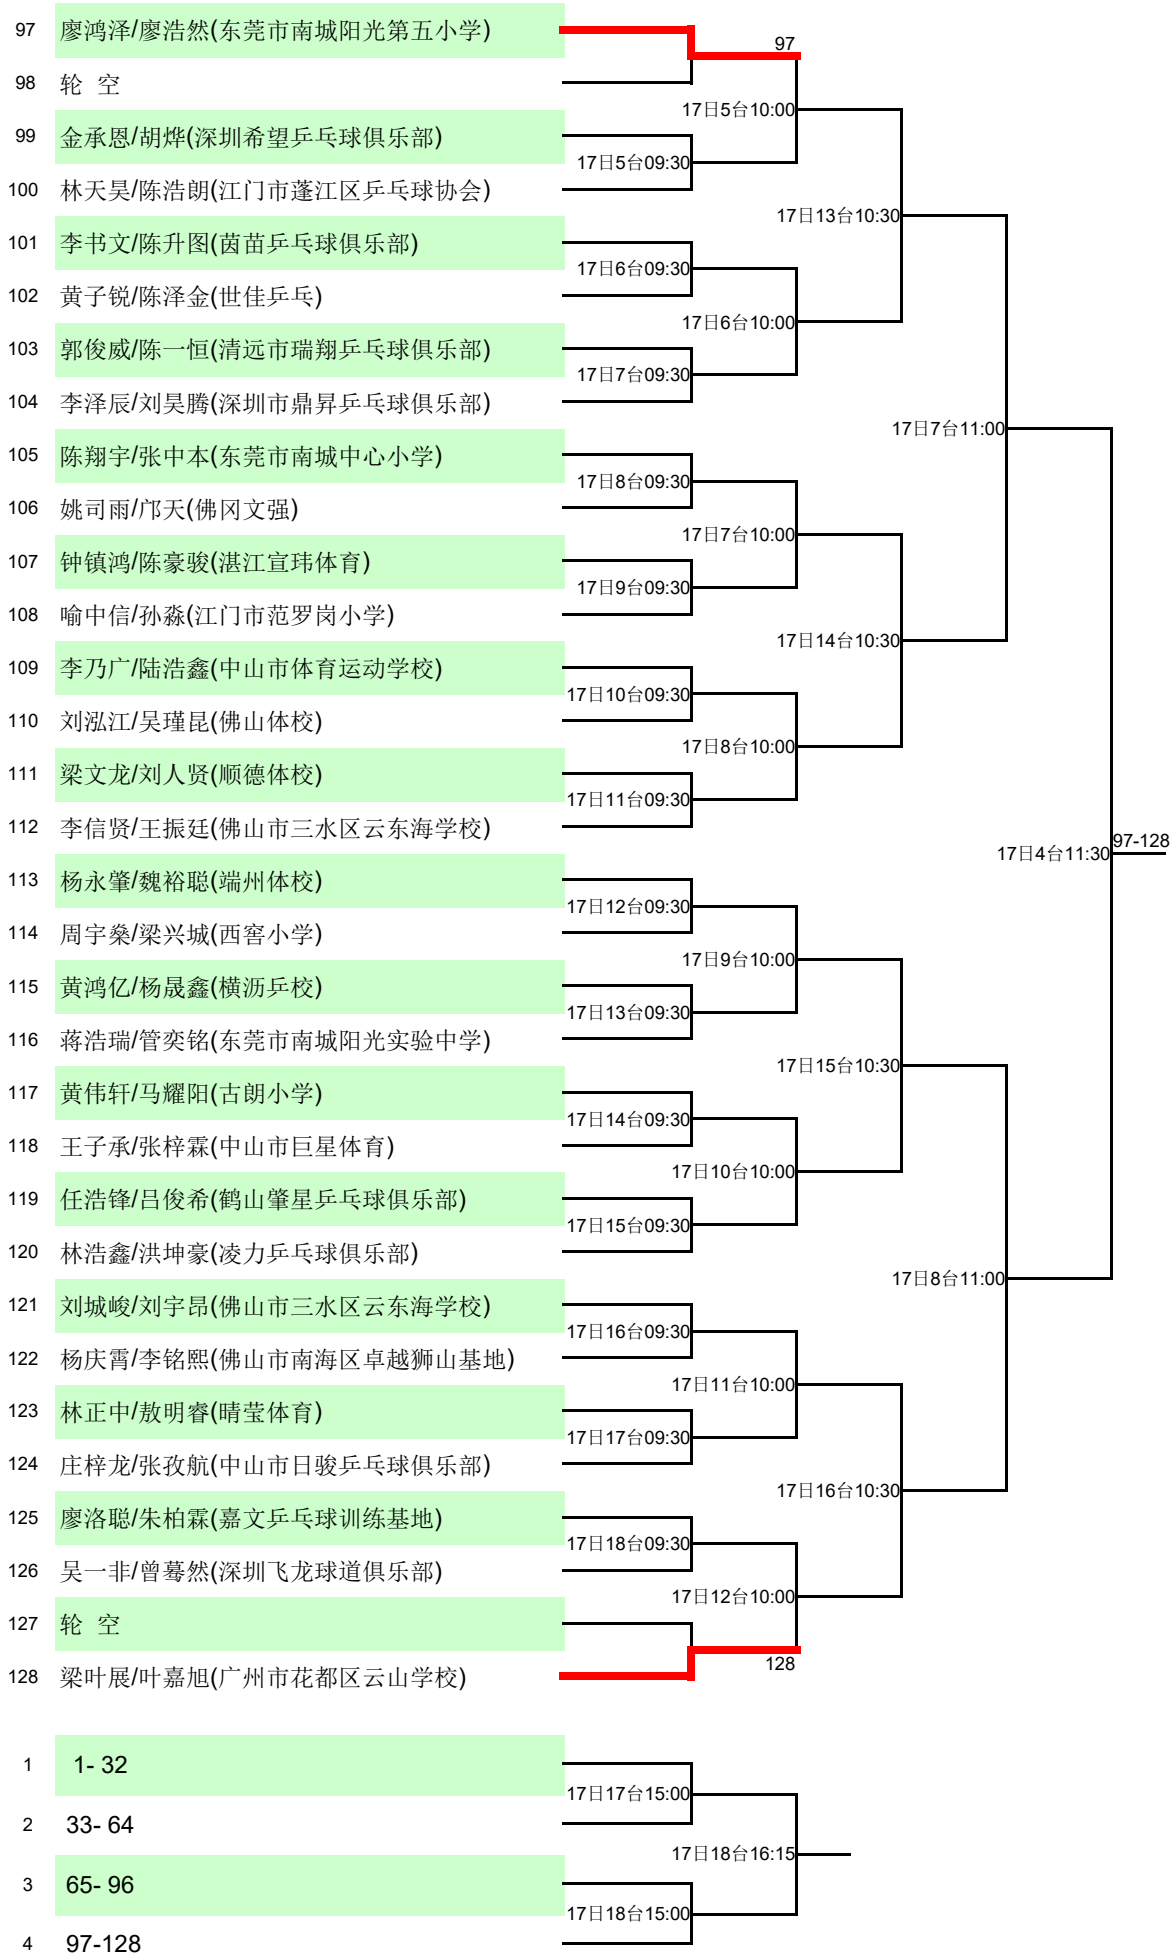 97 廖鸿泽/廖浩然(东莞市南城阳光第五小学)
97
98 轮 空
17日5台10:00
99 金承恩/胡烨(深圳希望乒乓球俱乐部)
17日5台09:30
100 林天昊/陈浩朗(江门市蓬江区乒乓球协会)
17日13台10:30
101 李书文/陈升图(茵苗乒乓球俱乐部)
17日6台09:30
102 黄子锐/陈泽金(世佳乒乓)
17日6台10:00
103 郭俊威/陈一恒(清远市瑞翔乒乓球俱乐部)
17日7台09:30
104 李泽辰/刘昊腾(深圳市鼎昇乒乓球俱乐部)
17日7台11:00
105 陈翔宇/张中本(东莞市南城中心小学)
17日8台09:30
106 姚司雨/邝天(佛冈文强)
17日7台10:00
107 钟镇鸿/陈豪骏(湛江宣玮体育)
17日9台09:30
108 喻中信/孙淼(江门市范罗岗小学)
17日14台10:30
109 李乃广/陆浩鑫(中山市体育运动学校)
17日10台09:30
110 刘泓江/吴瑾昆(佛山体校)
17日8台10:00
111 梁文龙/刘人贤(顺德体校)
17日11台09:30
112 李信贤/王振廷(佛山市三水区云东海学校)
97-128
17日4台11:30
113 杨永肇/魏裕聪(端州体校)
17日12台09:30
114 周宇燊/梁兴城(西窖小学)
17日9台10:00
115 黄鸿亿/杨晟鑫(横沥乒校)
17日13台09:30
116 蒋浩瑞/管奕铭(东莞市南城阳光实验中学)
17日15台10:30
117 黄伟轩/马耀阳(古朗小学)
17日14台09:30
118 王子承/张梓霖(中山市巨星体育)
17日10台10:00
119 任浩锋/吕俊希(鹤山肇星乒乓球俱乐部)
17日15台09:30
120 林浩鑫/洪坤豪(凌力乒乓球俱乐部)
17日8台11:00
121 刘城峻/刘宇昂(佛山市三水区云东海学校)
17日16台09:30
122 杨庆霄/李铭熙(佛山市南海区卓越狮山基地)
17日11台10:00
123 林正中/敖明睿(晴莹体育)
17日17台09:30
124 庄梓龙/张孜航(中山市日骏乒乓球俱乐部)
17日16台10:30
125 廖洛聪/朱柏霖(嘉文乒乓球训练基地)
17日18台09:30
126 吴一非/曾蓦然(深圳飞龙球道俱乐部)
17日12台10:00
127 轮 空
128
128 梁叶展/叶嘉旭(广州市花都区云山学校)
1 1- 32
17日17台15:00
2 33- 64
17日18台16:15
3 65- 96
17日18台15:00
4 97-128